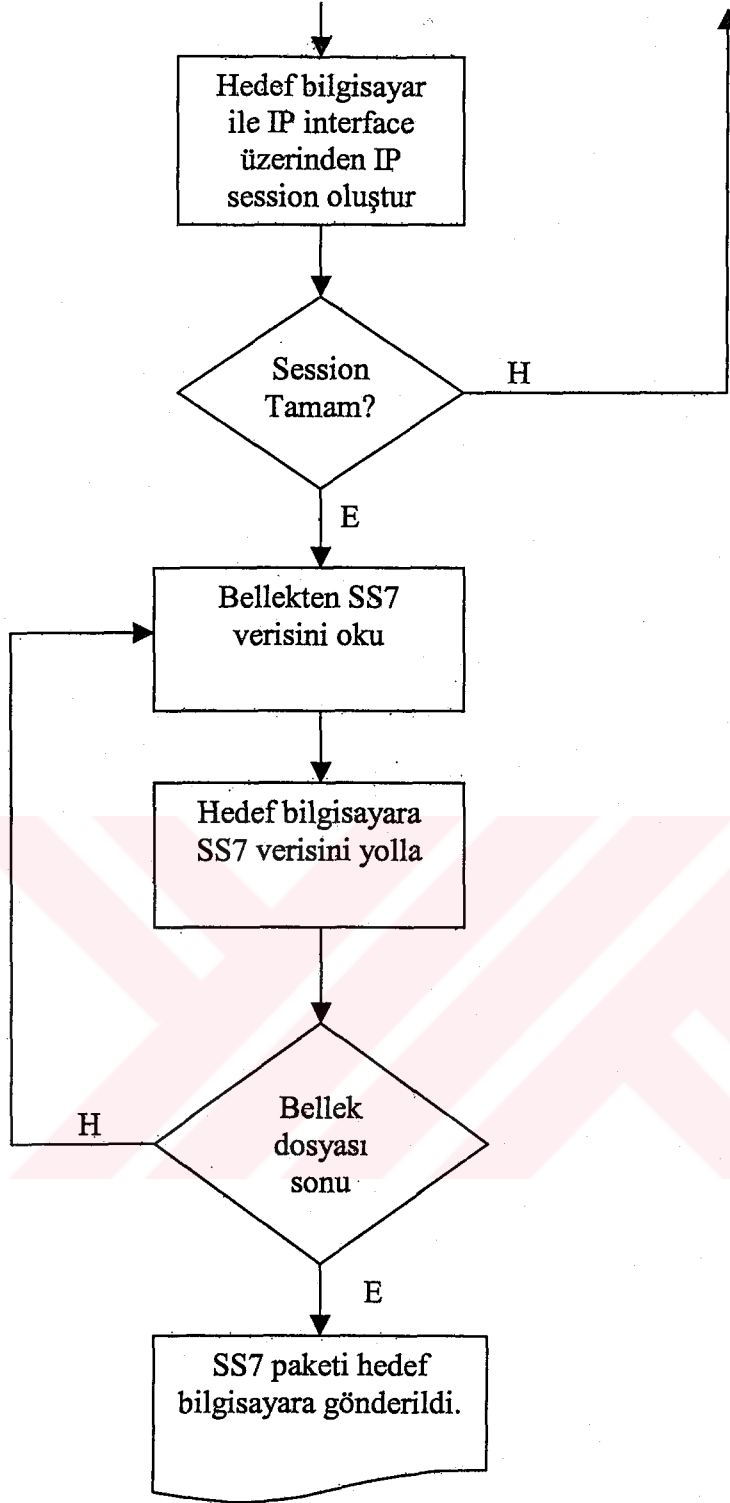 Hedef bilgisayar
ile IP interface
üzerinden IP
session oluştur
Session
Tamam?
H
E
Bellekten SS7
verisini oku
Hedef bilgisayara
SS7 verisini yolla
Bellek
dosyası
sonu
H
E
SS7 paketi hedef
bilgisayara gönderildi.